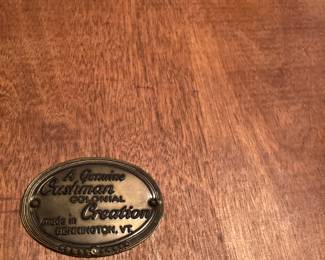 A Genuine
Cushman
COLONIAL
made in Creation
BENNINGTON, VT.